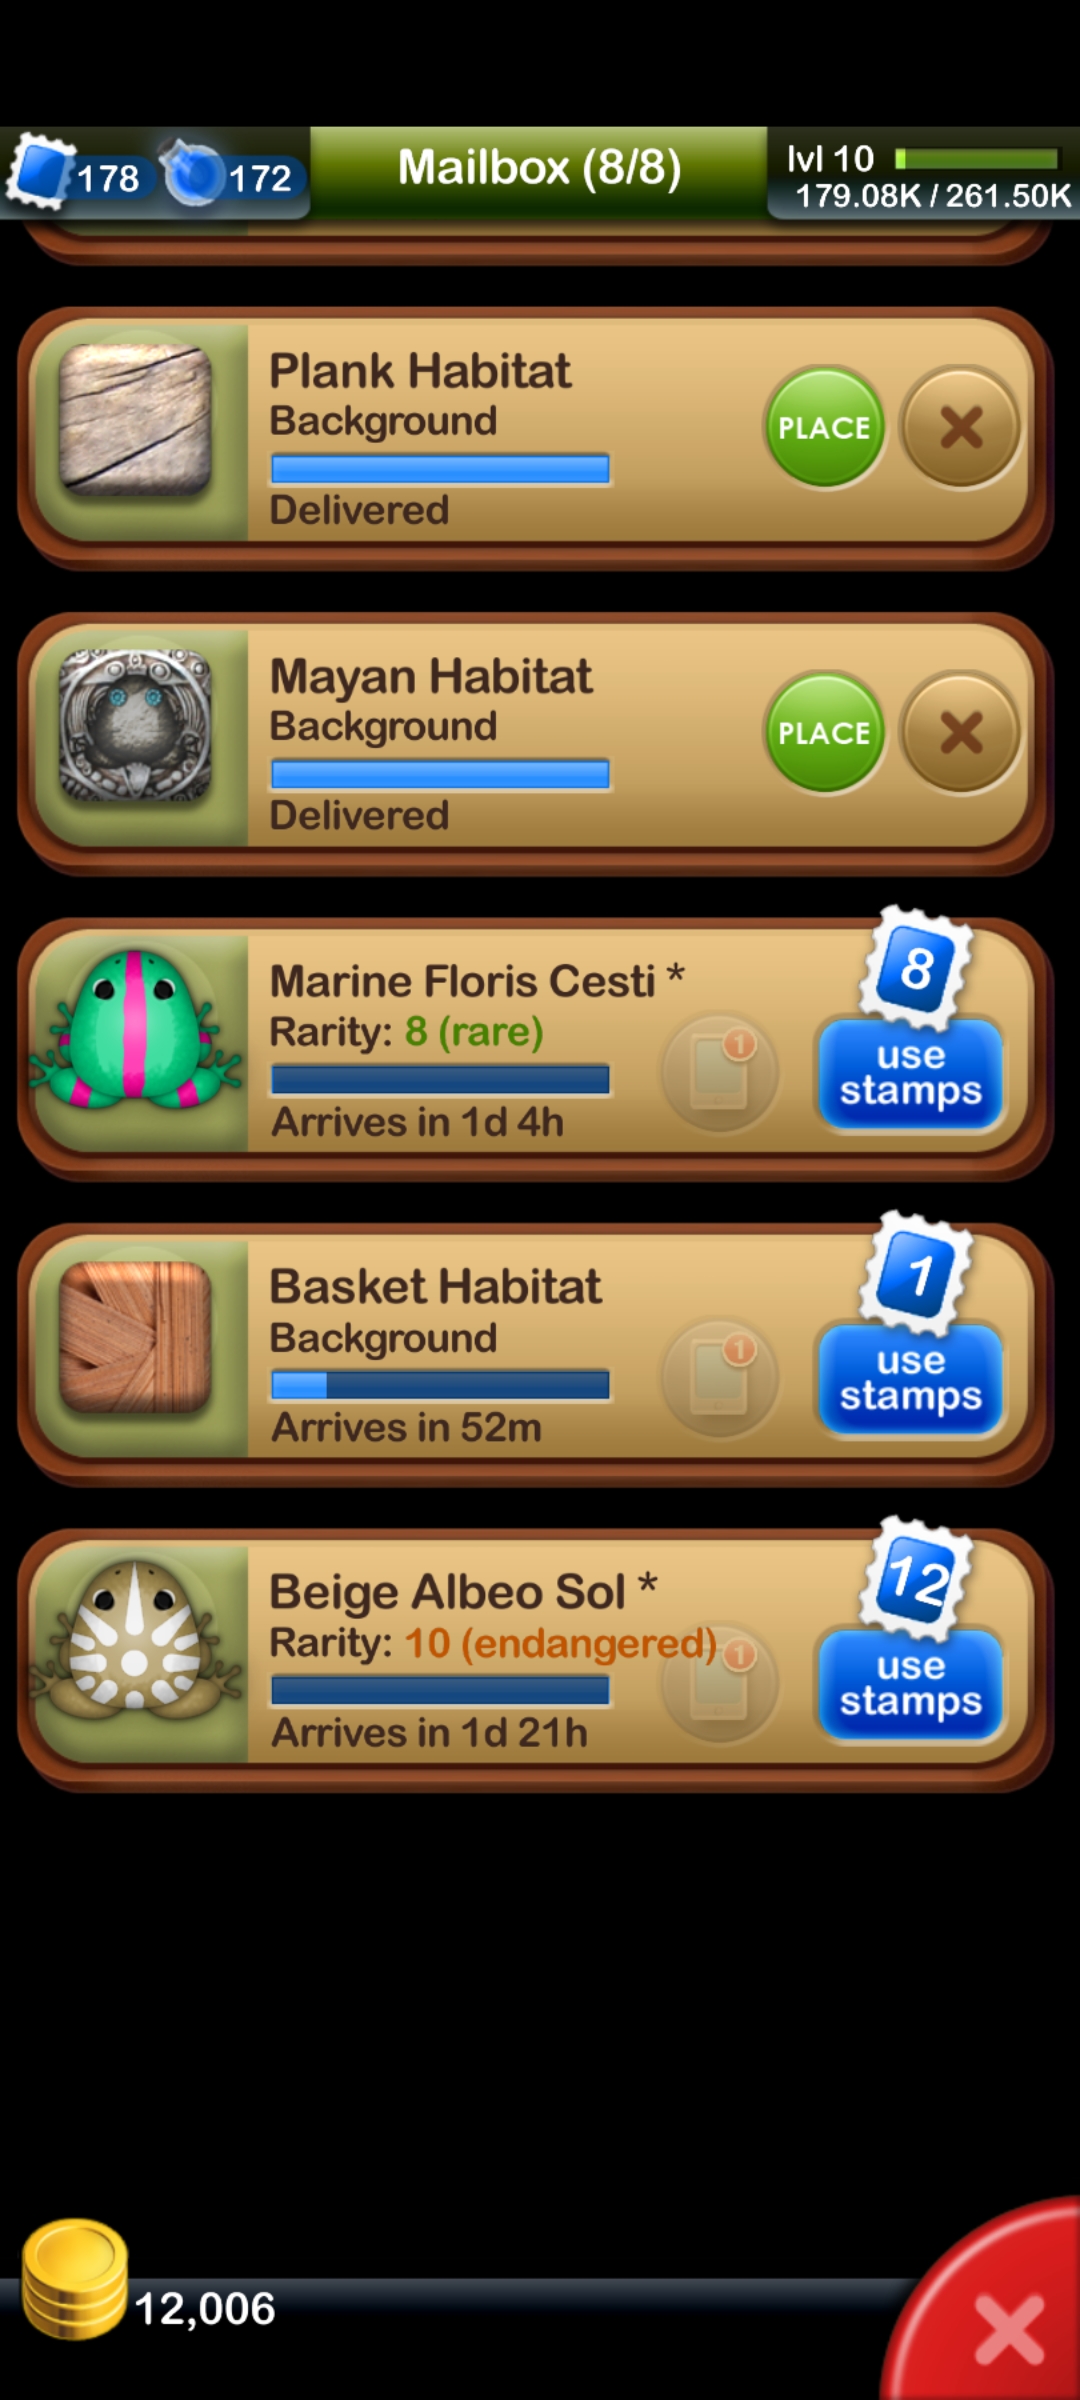 178
172
Mailbox (8/8)
lvl 10
179.08K / 261.50K
Plank Habitat
Background
Delivered
PLACE
Mayan Habitat
Background
Delivered
PLACE
Marine Floris Cesti *
Rarity: 8 (rare)
Arrives in 1d 4h
1
8
use
stamps
Basket Habitat
Background
Arrives in 52m
1
1
use
stamps
Beige Albeo Sol *
Rarity: 10 (endangered)
Arrives in 1d 21h
1
12
use
stamps
12,006